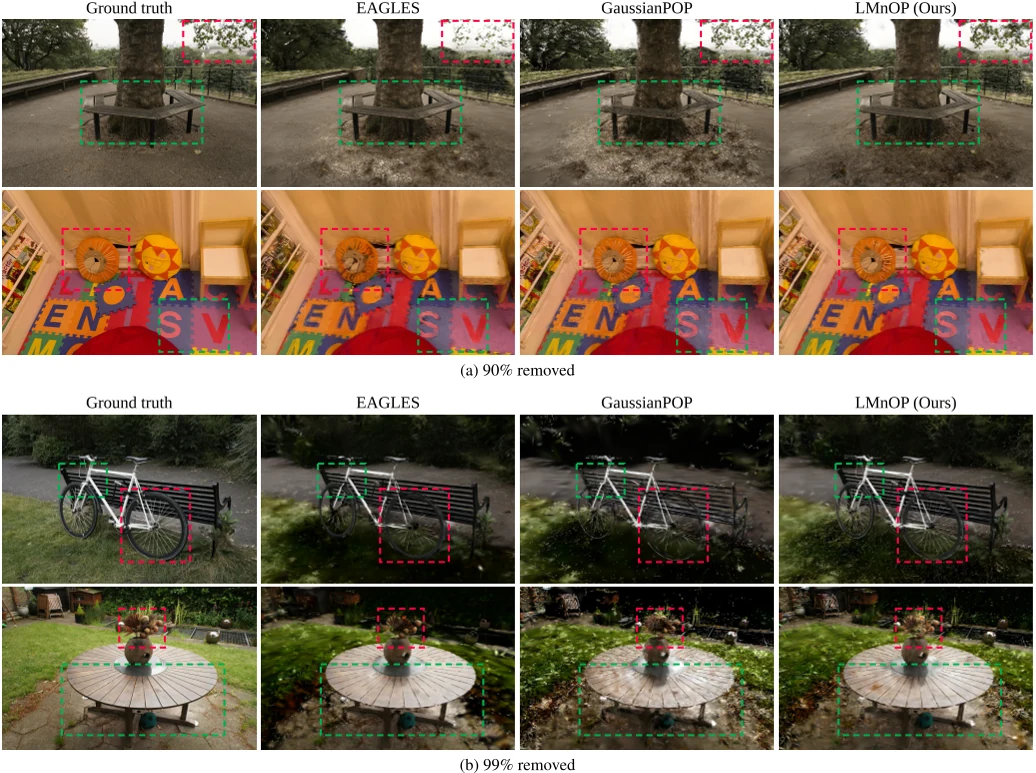 Ground truth EAGLES GaussianPOP LMnOP (Ours)
A A A A
E N S V E N S V E N S V E N S V
M M M M
(a) 90% removed
Ground truth EAGLES GaussianPOP LMnOP (Ours)
(b) 99% removed